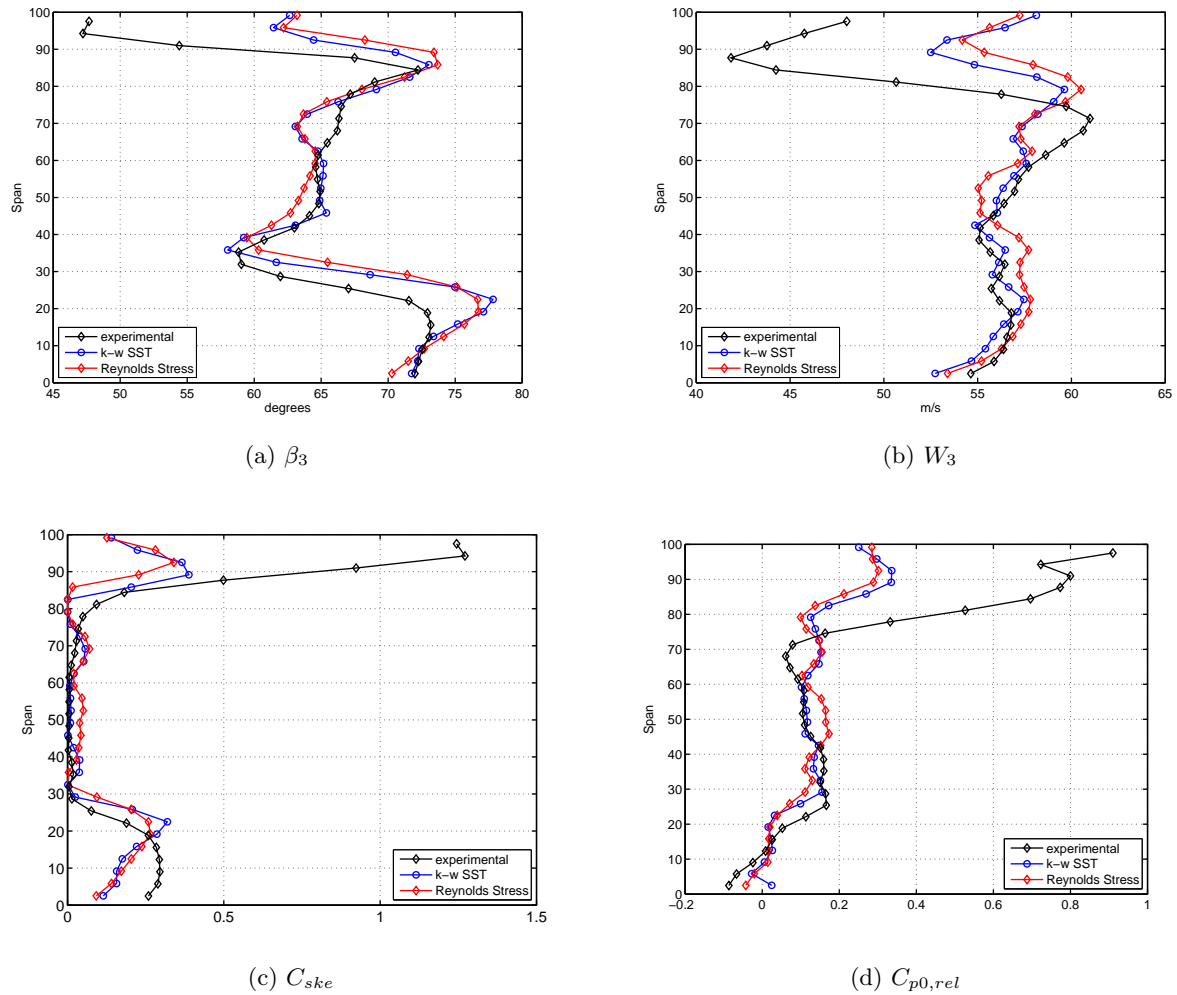 100
90
80
70
60
50
40
30
20
10
0
Span
45 50 55 60 65 70 75 80
degrees
experimental
k−w SST
Reynolds Stress
(a) β3
100
90
80
70
60
50
40
30
20
10
0
Span
40 45 50 55 60 65
m/s
experimental
k−w SST
Reynolds Stress
(b) W3
100
90
80
70
60
50
40
30
20
10
0
Span
0 0.5 1 1.5
experimental
k−w SST
Reynolds Stress
(c) Cske
100
90
80
70
60
50
40
30
20
10
0
Span
−0.2 0 0.2 0.4 0.6 0.8 1
experimental
k−w SST
Reynolds Stress
(d) Cp0,rel